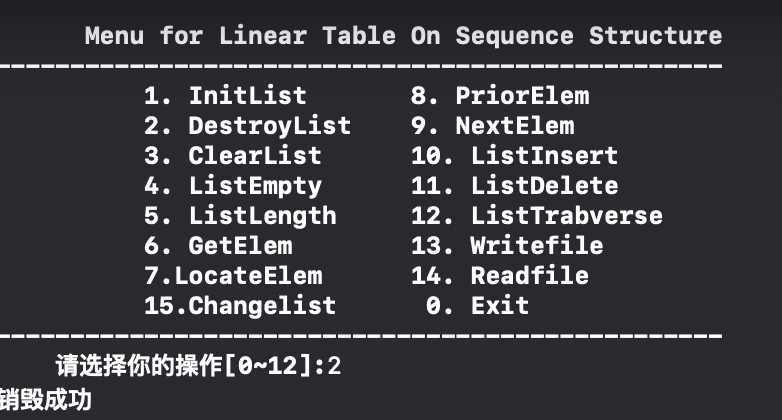 Menu for Linear Table On Sequence Structure
-------------------------------------------------
1. InitList       8. PriorElem
2. DestroyList    9. NextElem
3. ClearList      10. ListInsert
4. ListEmpty      11. ListDelete
5. ListLength     12. ListTrabverse
6. GetElem        13. Writefile
7.LocateElem      14. Readfile
15.Changelist      0. Exit
-------------------------------------------------
请选择你的操作[0~12]:2
销毁成功